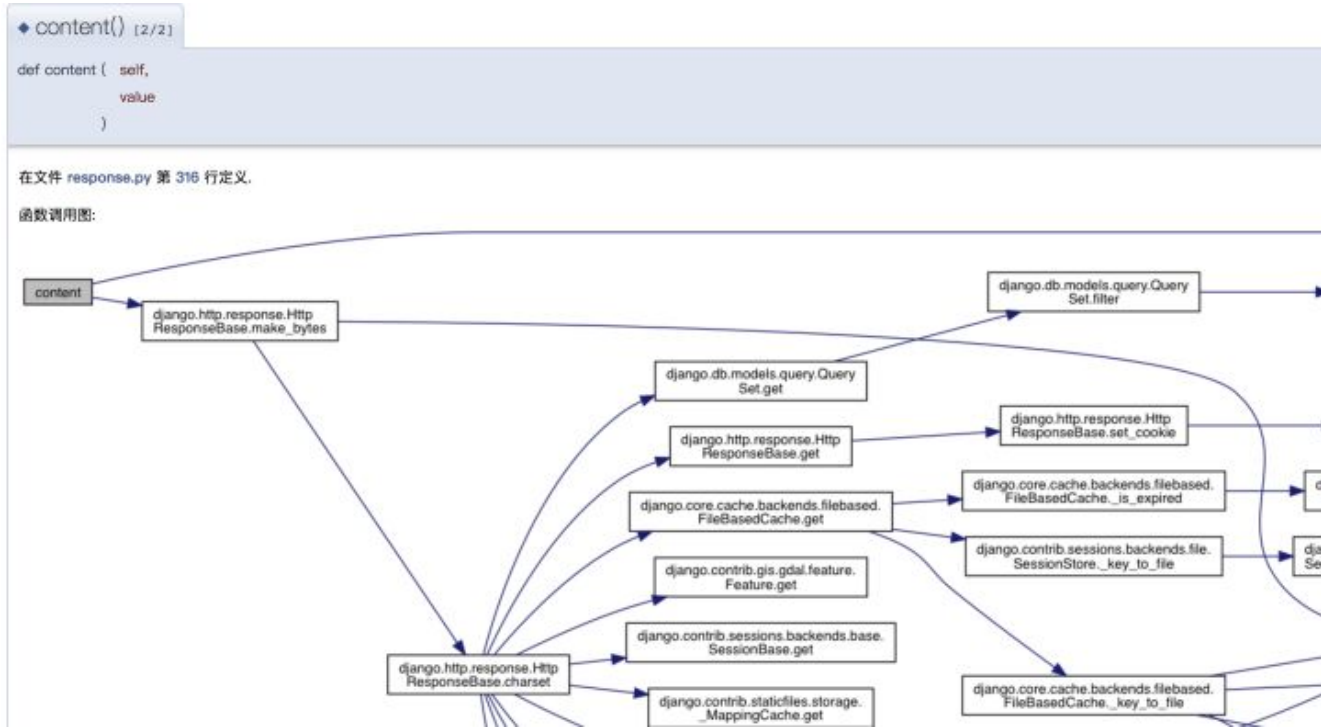 ◆ content() [2/2]
def content ( self,
value
)
在文件 response.py 第 316 行定义.
函数调用图:
content
django.http.response.Http
ResponseBase.make_bytes
django.db.models.query.Query
Set.filter
django.db.models.query.Query
Set.get
django.http.response.Http
ResponseBase.set_cookie
django.http.response.Http
ResponseBase.get
django.core.cache.backends.filebased.
FileBasedCache._is_expired
django.core.cache.backends.filebased.
FileBasedCache.get
django.contrib.sessions.backends.file.
SessionStore._key_to_file
django.contrib.gis.gdal.feature.
Feature.get
django.contrib.sessions.backends.base.
SessionBase.get
django.http.response.Http
ResponseBase.charset
django.core.cache.backends.filebased.
FileBasedCache._key_to_file
django.contrib.staticfiles.storage.
_MappingCache.get